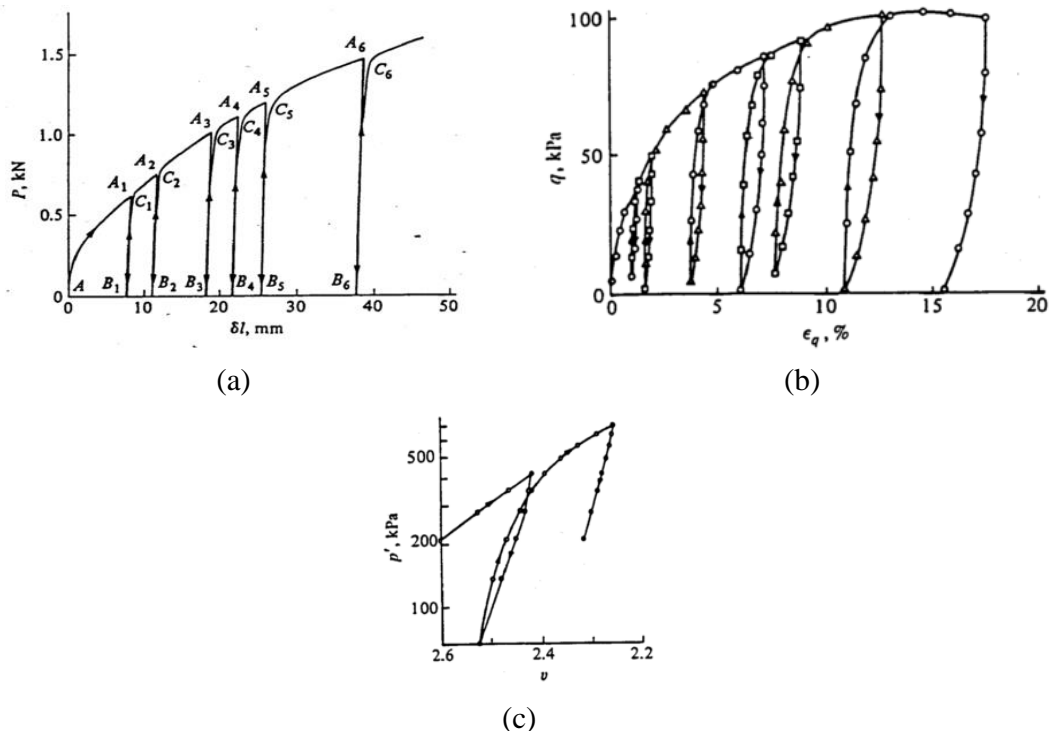 1.5
1.0
0.5
0
P, kN
A
A₁
A₂
A₃
A₄
A₅
A₆
C₁
C₂
C₃
C₄
C₅
C₆
B₁
B₂
B₃
B₄
B₅
B₆
0 10 20 30 40 50
δl, mm
(a)
100
50
0
q, kPa
0 5 10 15 20
ϵq, %
(b)
500
200
100
p′, kPa
2.6 2.4 2.2
v
(c)